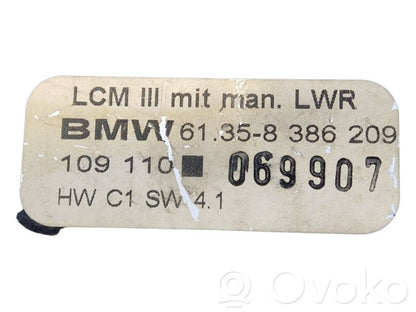 LCM III mit man. LWR
BMW 61.35-8 386 209
109 110 ■ 069907
HW C1 SW 4.1
© OVOKO